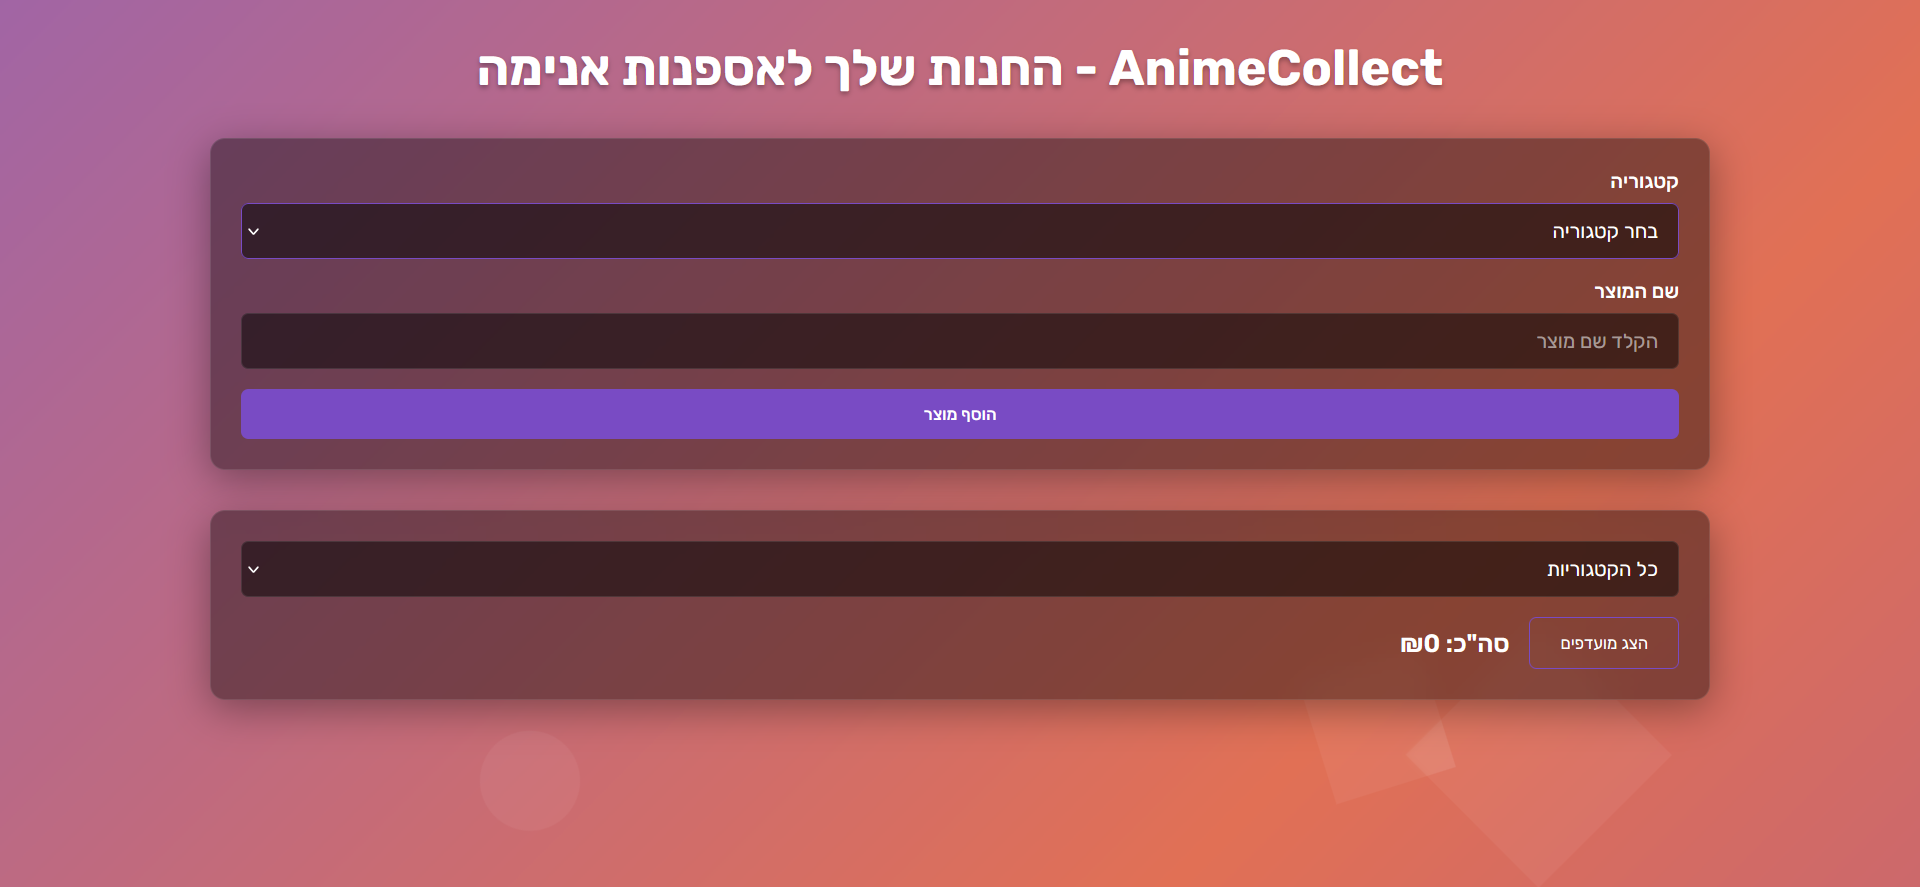 AnimeCollect - החנות שלך לאספנות אנימה
קטגוריה
בחר קטגוריה
שם המוצר
הקלד שם מוצר
הוסף מוצר
כל הקטגוריות
הצג מועדפים
סה"כ: 0₪